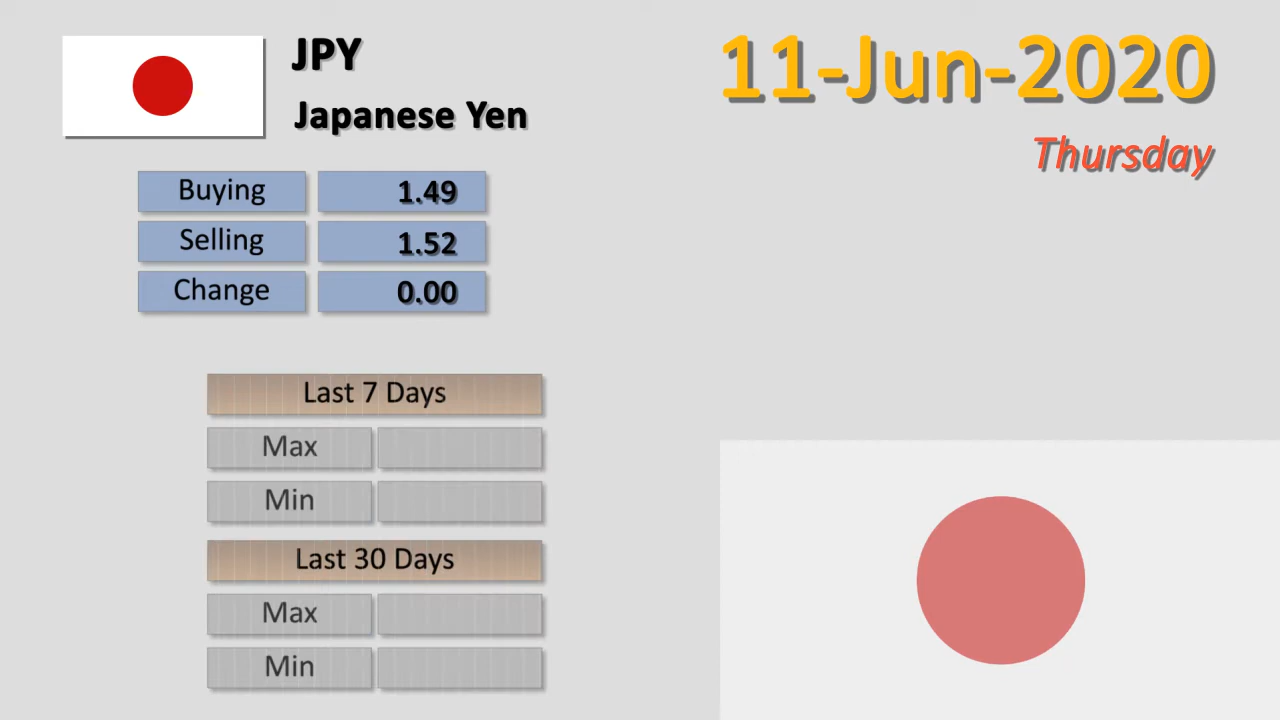 JPY
Japanese Yen
11-Jun-2020
Thursday
Buying 1.49
Selling 1.52
Change 0.00
Last 7 Days
Max
Min
Last 30 Days
Max
Min